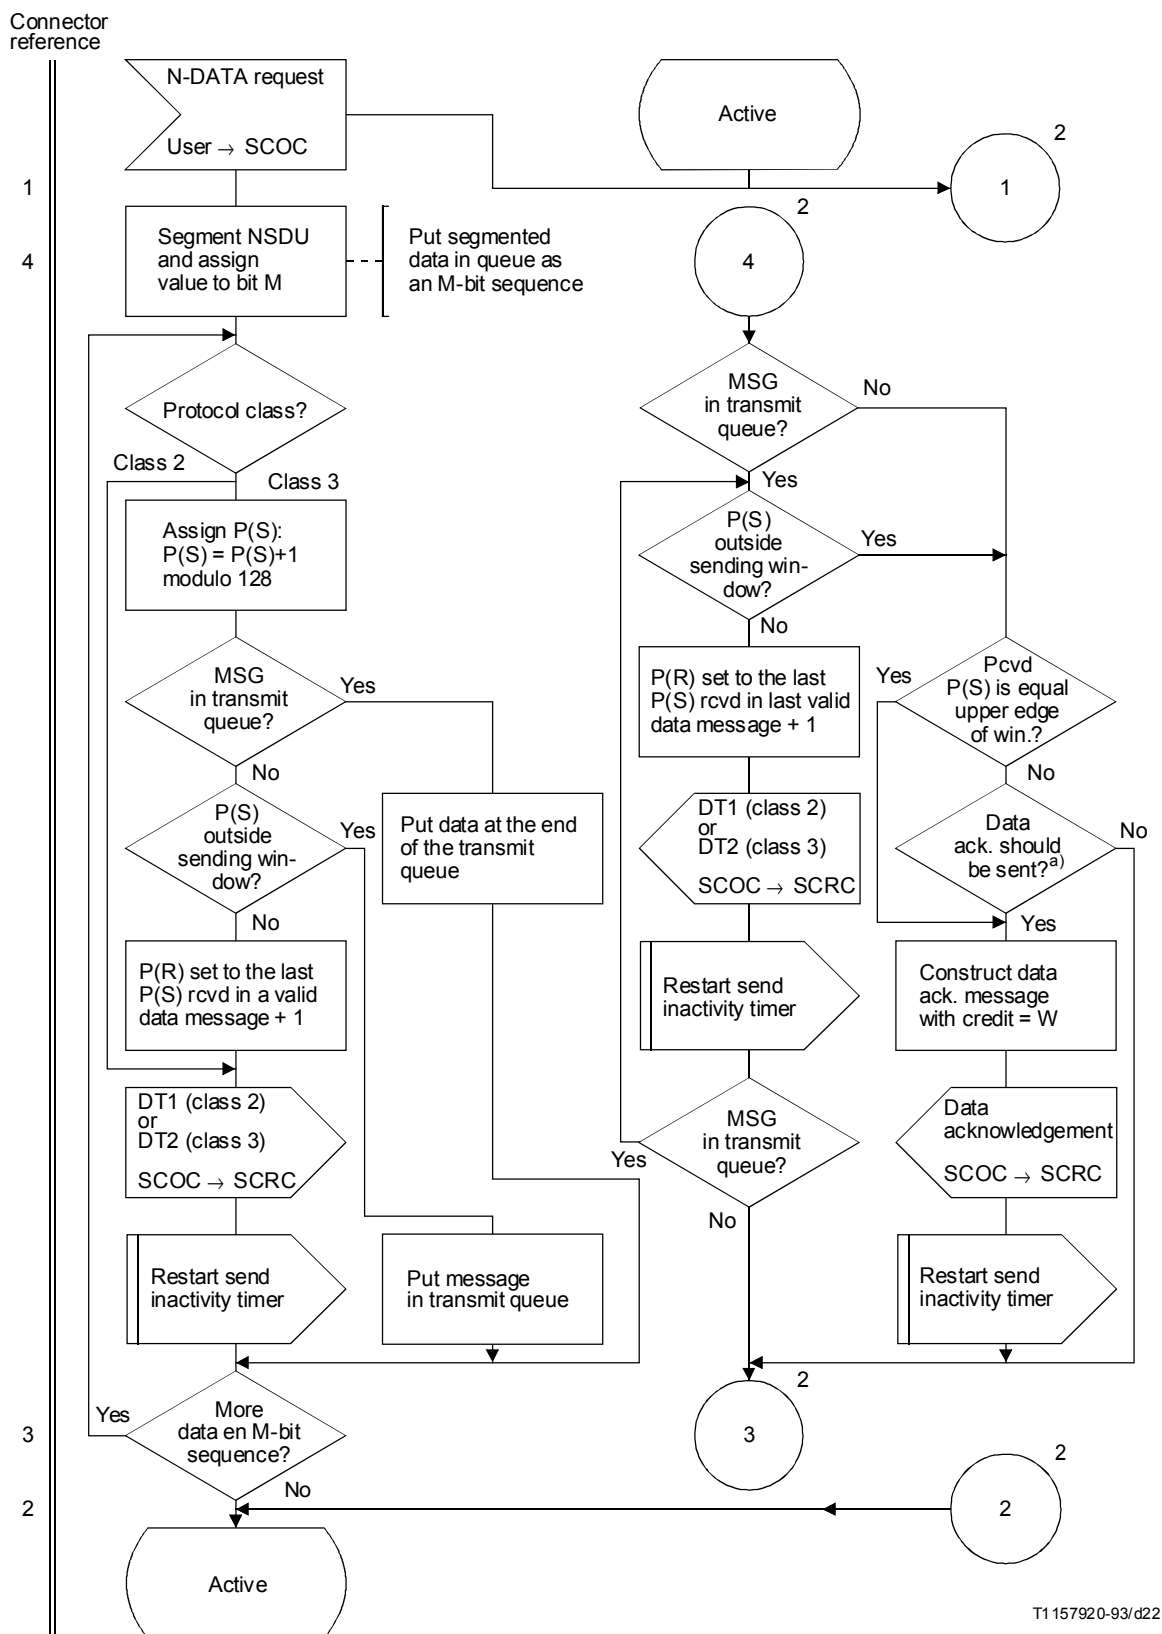 Connector
reference
N-DATA request
User → SCOC
Active
2
1
1
Segment NSDU
and assign
value to bit M
Put segmented
data in queue as
an M-bit sequence
2
4
4
Protocol class?
Class 2
Class 3
Assign P(S):
P(S) = P(S)+1
modulo 128
MSG
in transmit
queue?
Yes
No
P(S)
outside
sending win-
dow?
Yes
No
Put data at the end
of the transmit
queue
P(R) set to the last
P(S) rcvd in a valid
data message + 1
DT1 (class 2)
or
DT2 (class 3)
SCOC → SCRC
Restart send
inactivity timer
Put message
in transmit queue
More
data en M-bit
sequence?
Yes
No
3
2
Active
MSG
in transmit
queue?
No
Yes
P(S)
outside
sending win-
dow?
Yes
No
P(R) set to the last
P(S) rcvd in last valid
data message + 1
DT1 (class 2)
or
DT2 (class 3)
SCOC → SCRC
Restart send
inactivity timer
MSG
in transmit
queue?
Yes
No
2
3
Pcvd
P(S) is equal
upper edge
of win.?
Yes
No
Data
ack. should
be sent?a)
No
Yes
Construct data
ack. message
with credit = W
Data
acknowledgement
SCOC → SCRC
Restart send
inactivity timer
2
2
T1157920-93/d22